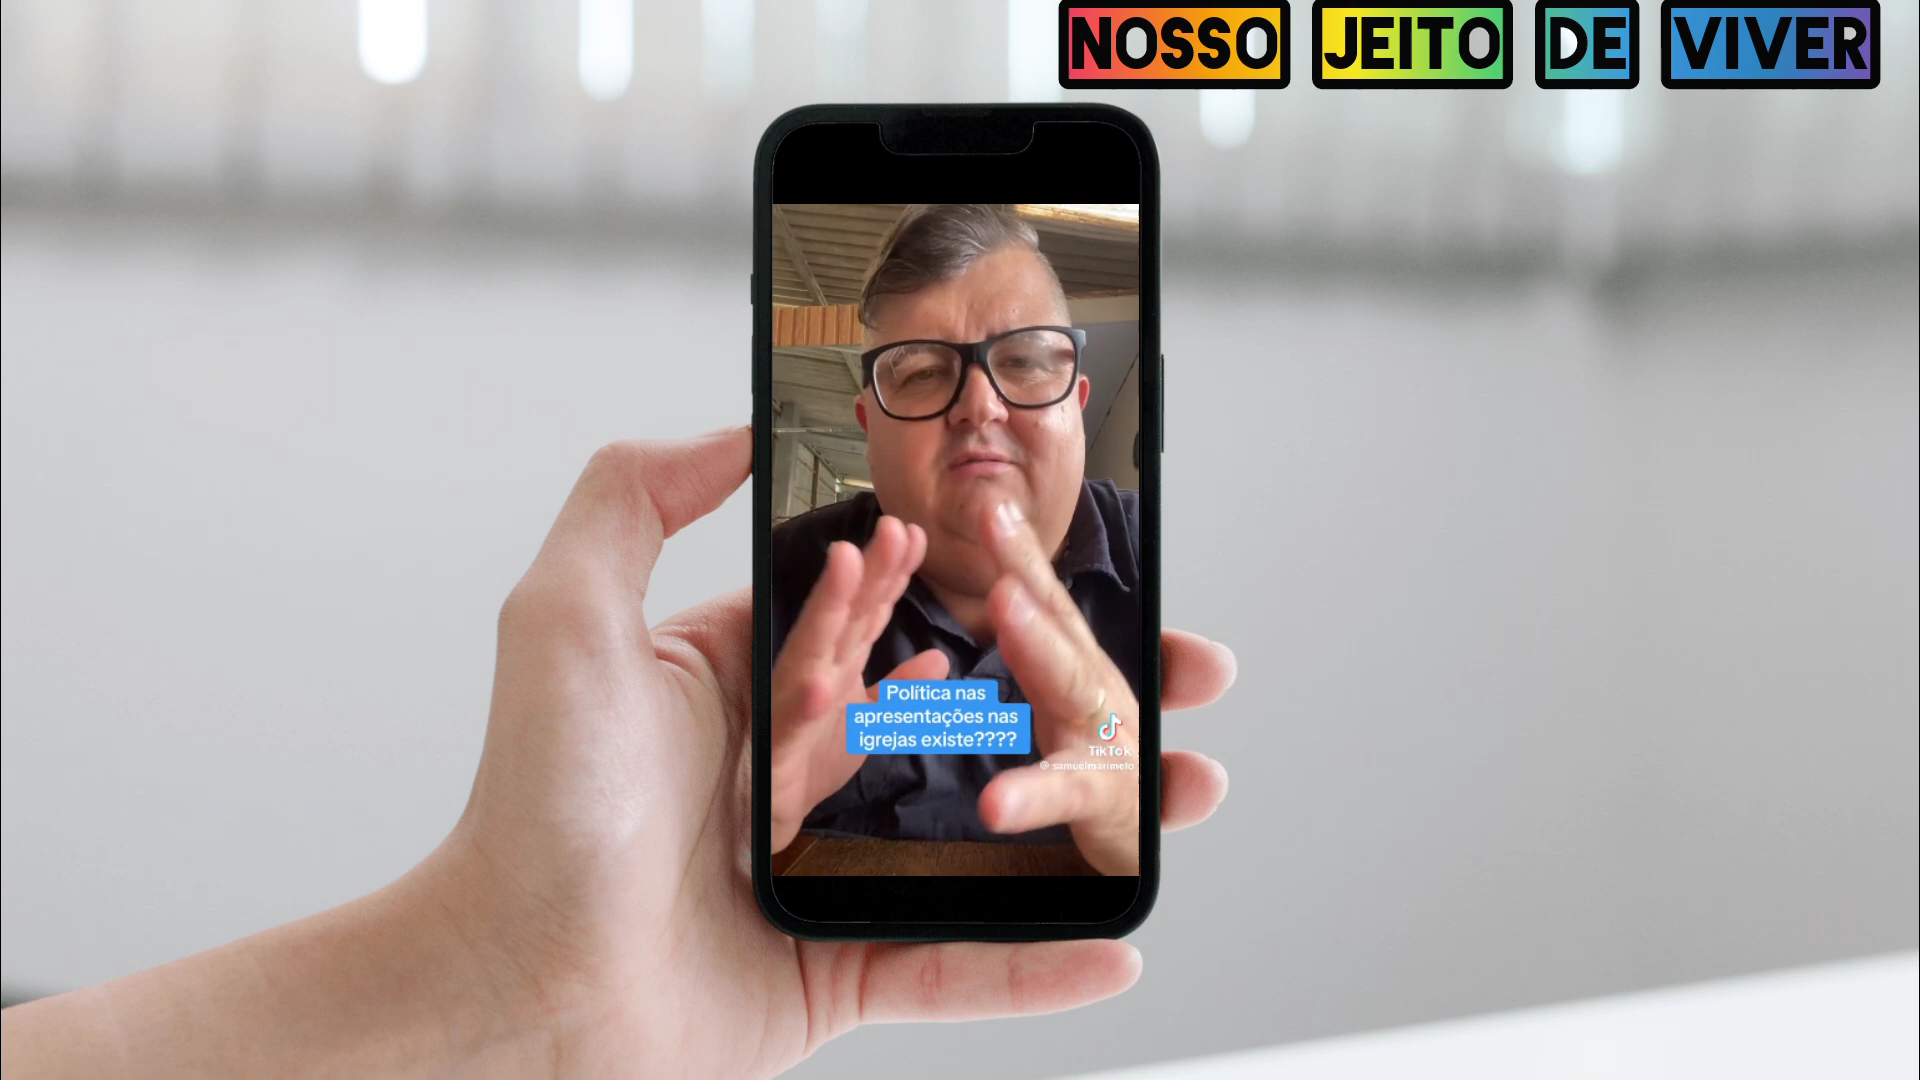 NOSSO JEITO DE VIVER
Política nas
apresentações nas
igrejas existe????
TikTok
@ samuelmarimelo